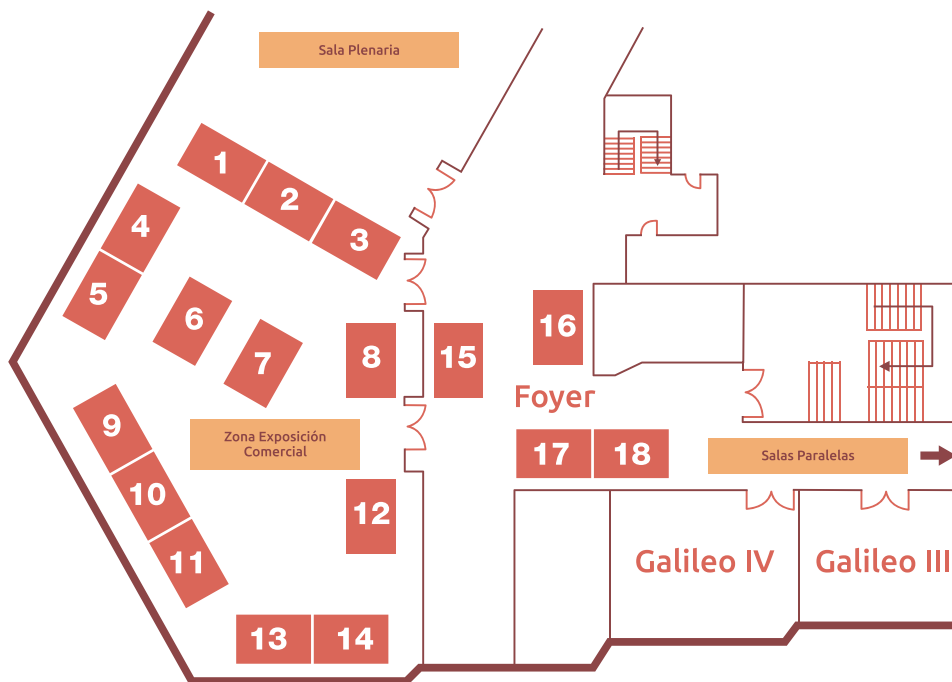 Sala Plenaria
1
2
3
4
5
6
7
8
15
16
Foyer
9
10
11
Zona Exposición
Comercial
12
17
18
Salas Paralelas
Galileo IV
Galileo III
13
14